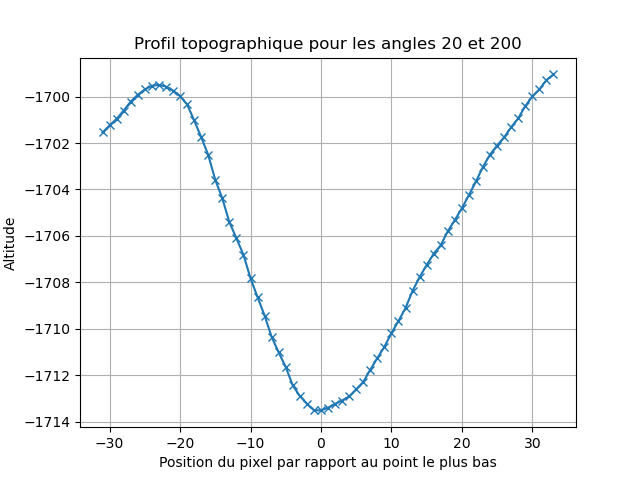 Profil topographique pour les angles 20 et 200
Altitude
−1700
−1702
−1704
−1706
−1708
−1710
−1712
−1714
−30 −20 −10 0 10 20 30
Position du pixel par rapport au point le plus bas